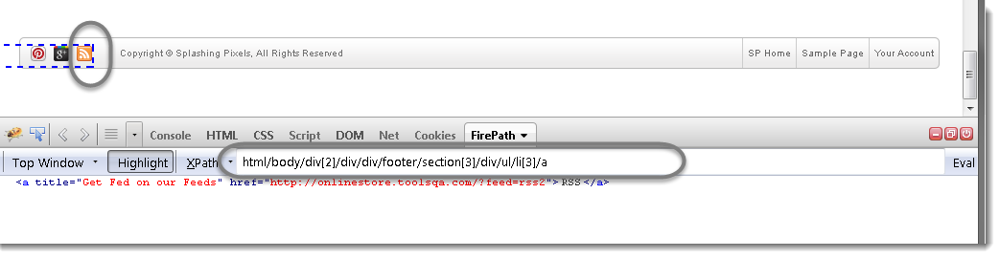 g+ Copyright © Splashing Pixels, All Rights Reserved SP Home Sample Page Your Account
Console HTML CSS Script DOM Net Cookies FirePath
Top Window Highlight XPath html/body/div[2]/div/div/footer/section[3]/div/ul/li[3]/a Eval
<a title="Get Fed on our Feeds" href="http://onlinestore.toolsqa.com/?feed=rss2">RSS</a>